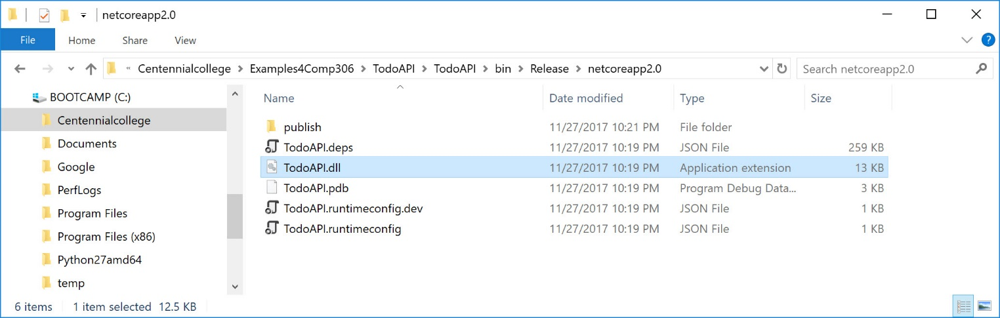 netcoreapp2.0
File Home Share View
« Centennialcollege > Examples4Comp306 > TodoAPI > TodoAPI > bin > Release > netcoreapp2.0 Search netcoreapp2.0
BOOTCAMP (C:)
Centennialcollege
Documents
Google
PerfLogs
Program Files
Program Files (x86)
Python27amd64
temp
Name Date modified Type Size
publish 11/27/2017 10:21 PM File folder
TodoAPI.deps 11/27/2017 10:19 PM JSON File 259 KB
TodoAPI.dll 11/27/2017 10:19 PM Application extension 13 KB
TodoAPI.pdb 11/27/2017 10:19 PM Program Debug Data... 3 KB
TodoAPI.runtimeconfig.dev 11/27/2017 10:19 PM JSON File 1 KB
TodoAPI.runtimeconfig 11/27/2017 10:19 PM JSON File 1 KB
6 items 1 item selected 12.5 KB